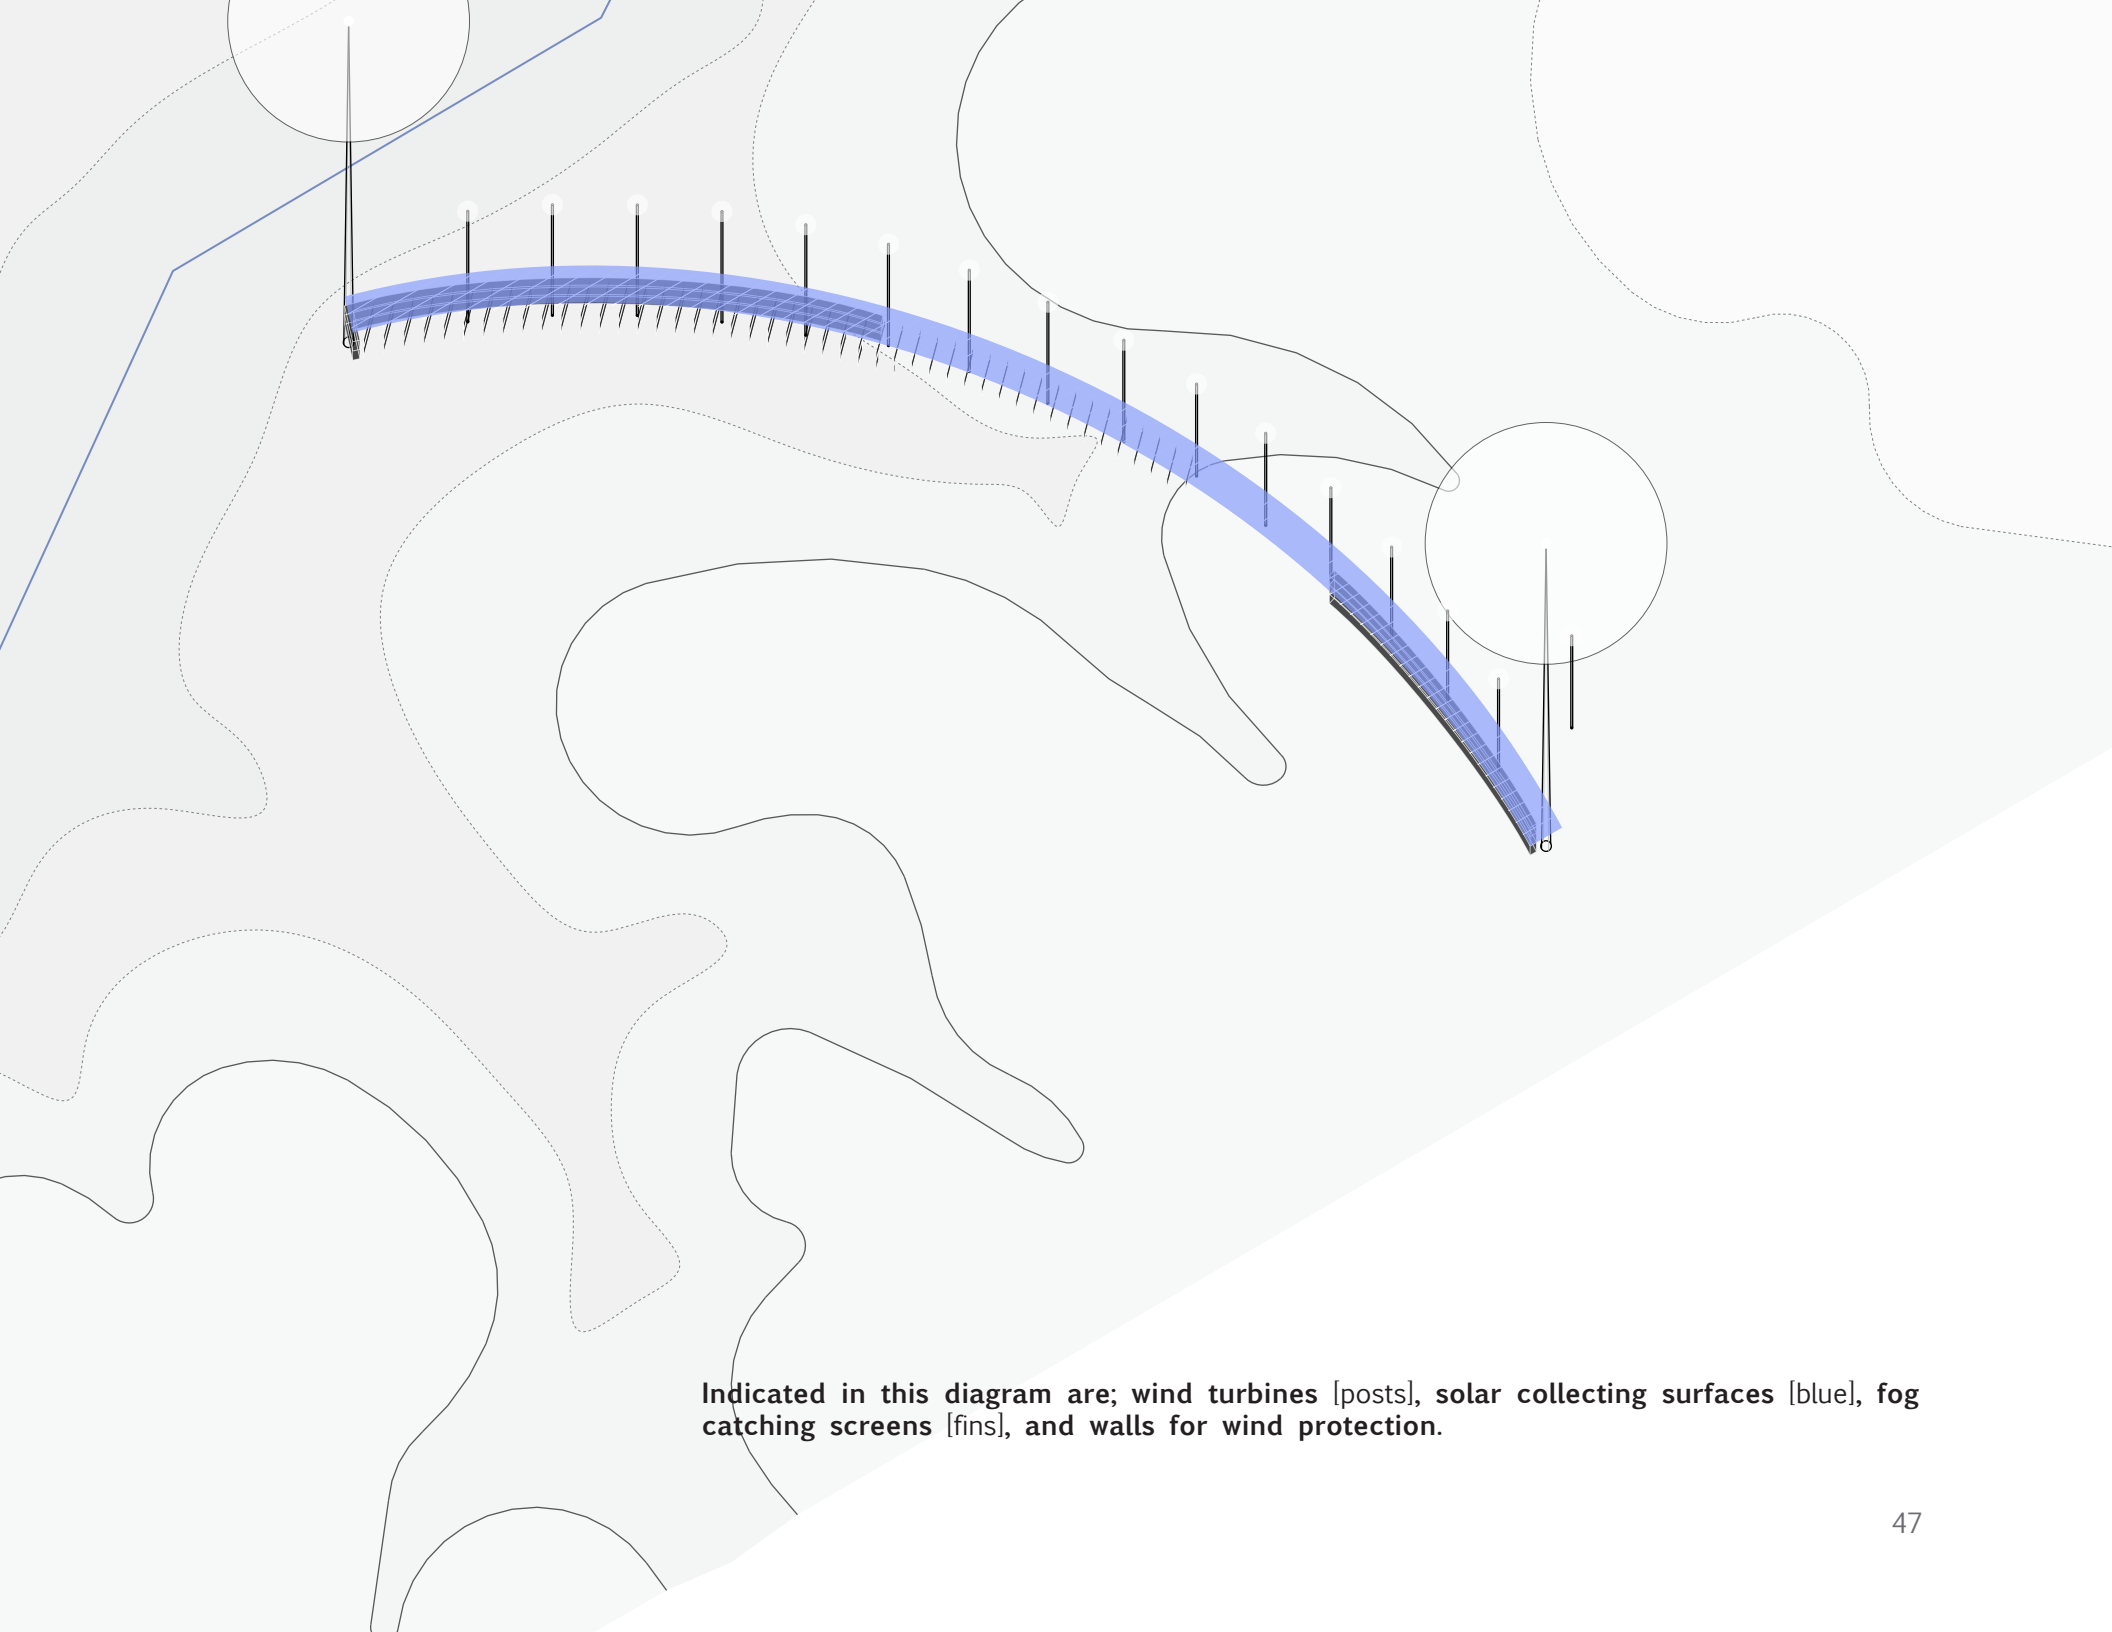 Indicated in this diagram are; wind turbines [posts], solar collecting surfaces [blue], fog
catching screens [fins], and walls for wind protection.
47